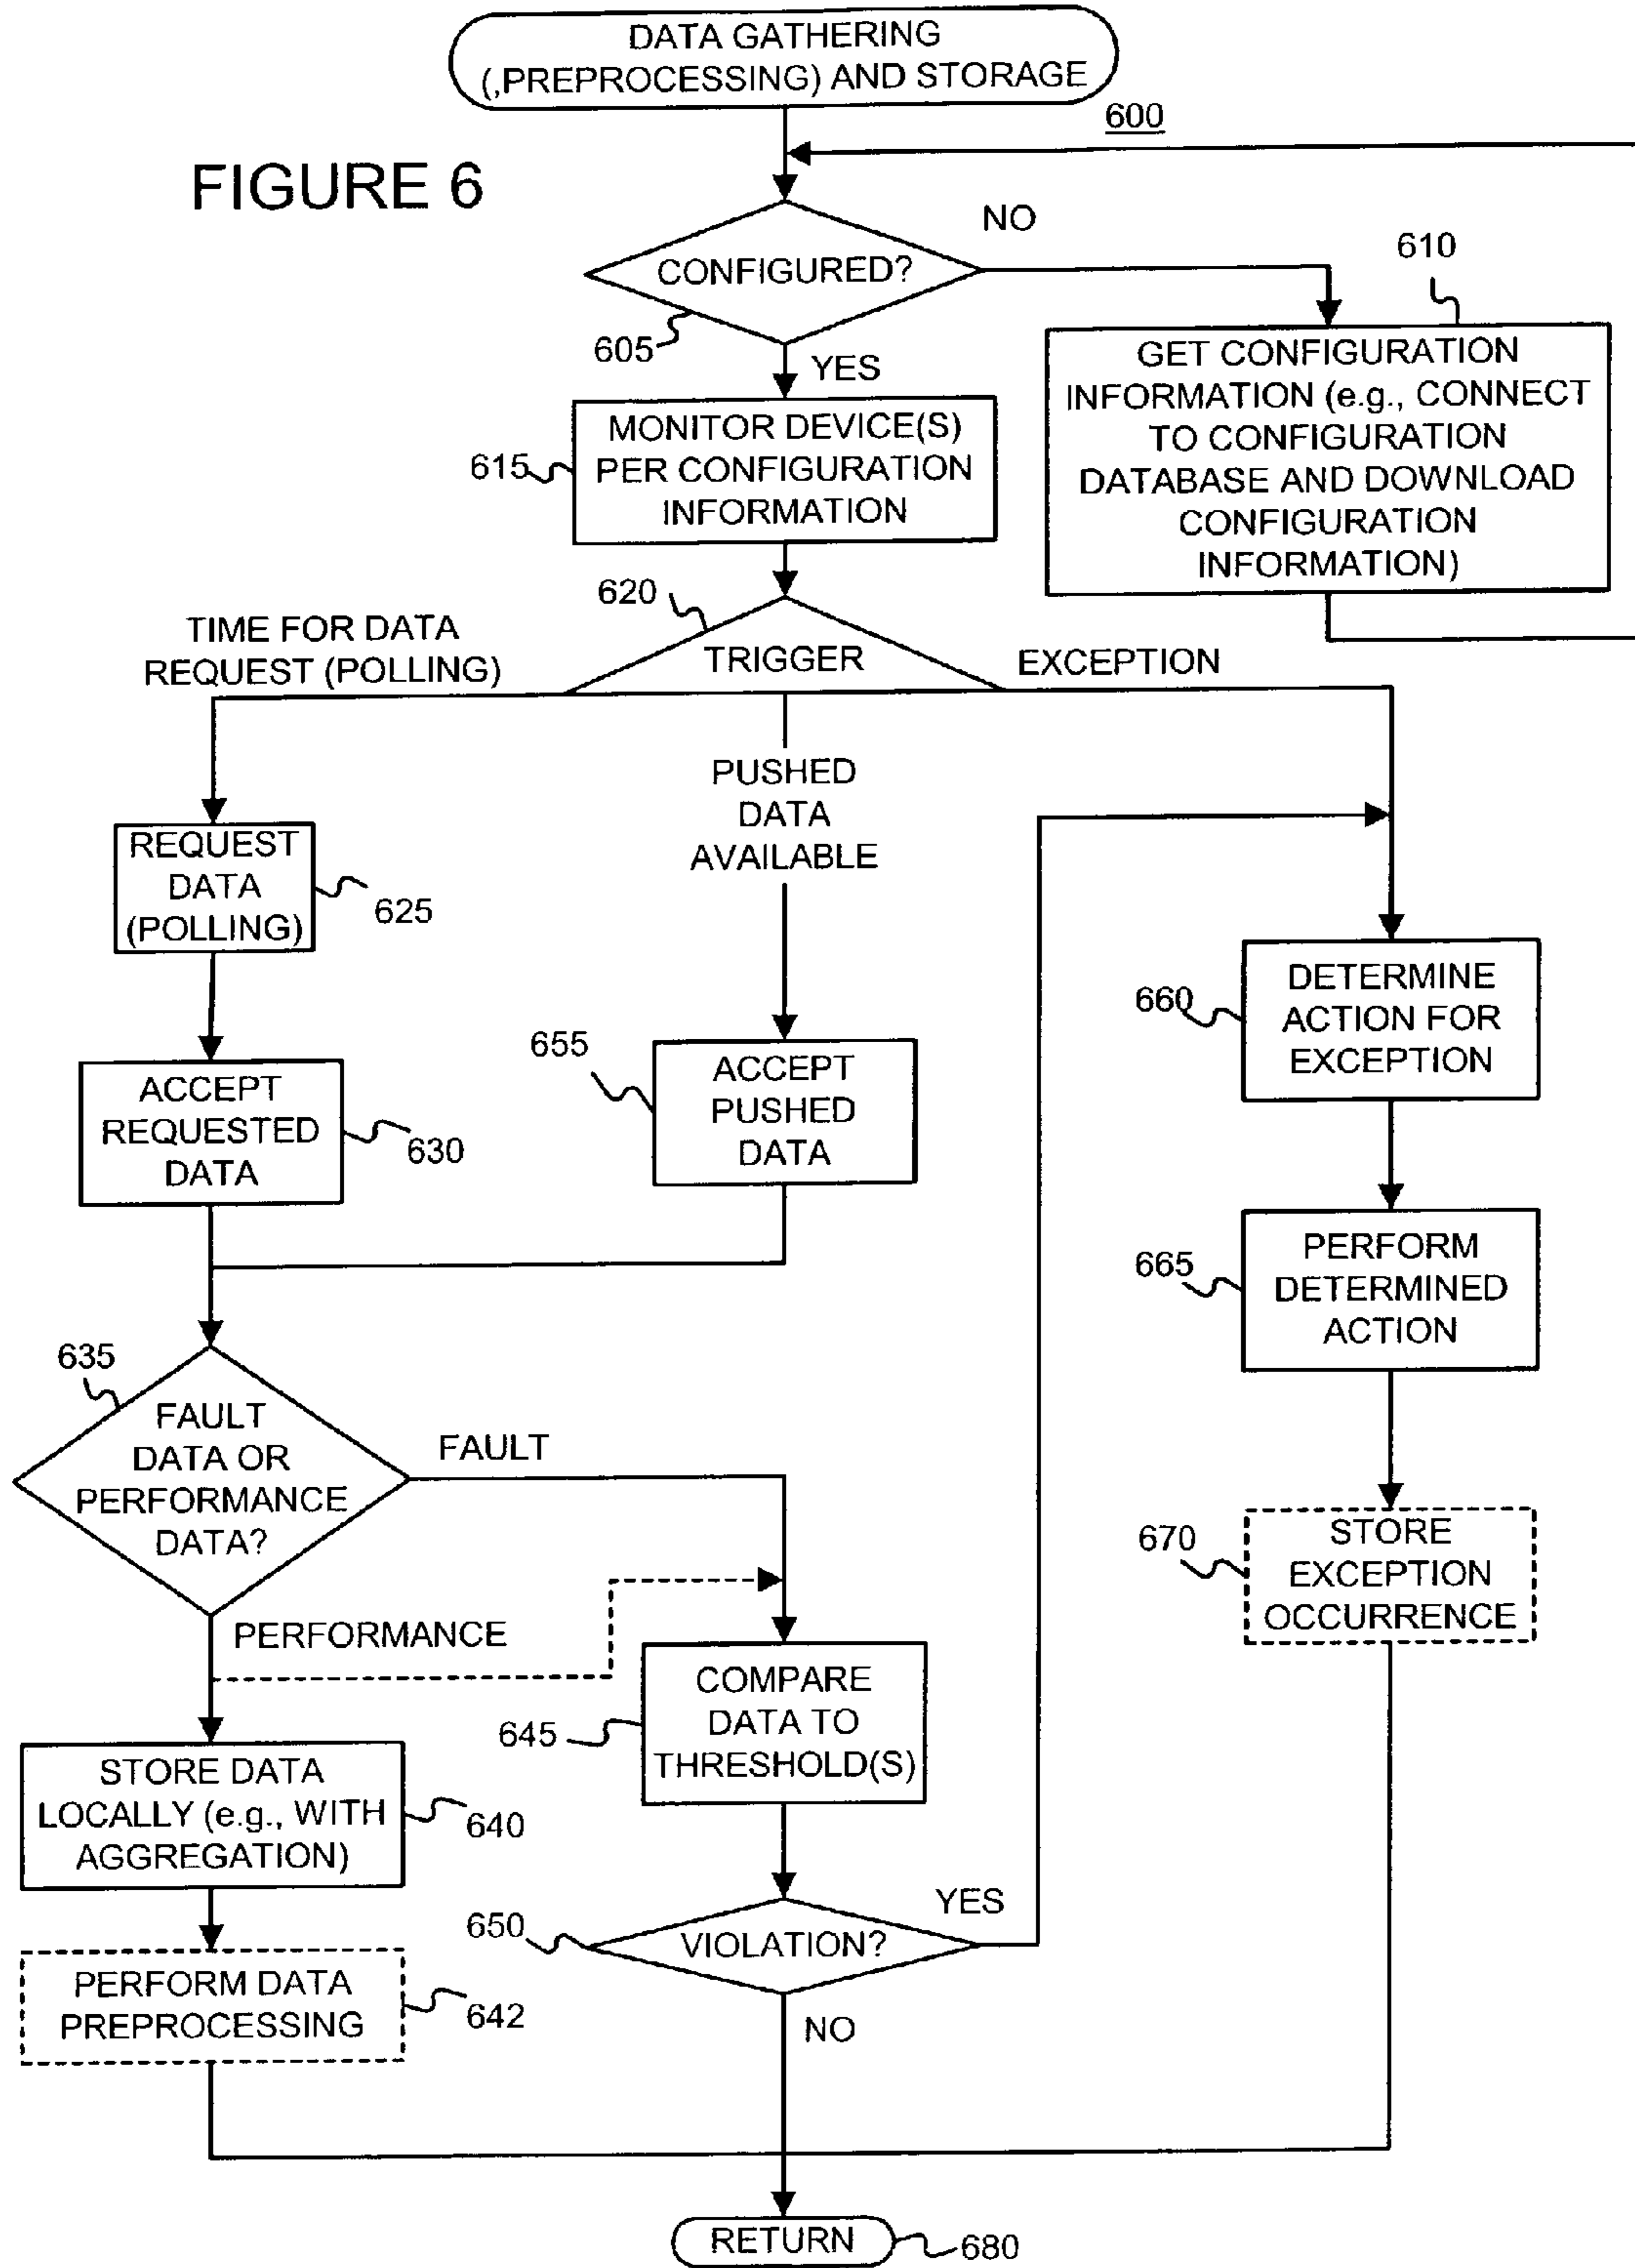 DATA GATHERING
(,PREPROCESSING) AND STORAGE
600
FIGURE 6
NO
CONFIGURED?
605
YES
610
GET CONFIGURATION
INFORMATION (e.g., CONNECT
TO CONFIGURATION
DATABASE AND DOWNLOAD
CONFIGURATION
INFORMATION)
MONITOR DEVICE(S)
PER CONFIGURATION
INFORMATION
615
620
TRIGGER
TIME FOR DATA
REQUEST (POLLING)
EXCEPTION
PUSHED
DATA
AVAILABLE
REQUEST
DATA
(POLLING)
625
ACCEPT
REQUESTED
DATA
630
655
ACCEPT
PUSHED
DATA
660
DETERMINE
ACTION FOR
EXCEPTION
665
PERFORM
DETERMINED
ACTION
670
STORE
EXCEPTION
OCCURRENCE
635
FAULT
DATA OR
PERFORMANCE
DATA?
FAULT
PERFORMANCE
645
COMPARE
DATA TO
THRESHOLD(S)
STORE DATA
LOCALLY (e.g., WITH
AGGREGATION)
640
650
VIOLATION?
YES
NO
PERFORM DATA
PREPROCESSING
642
RETURN
680